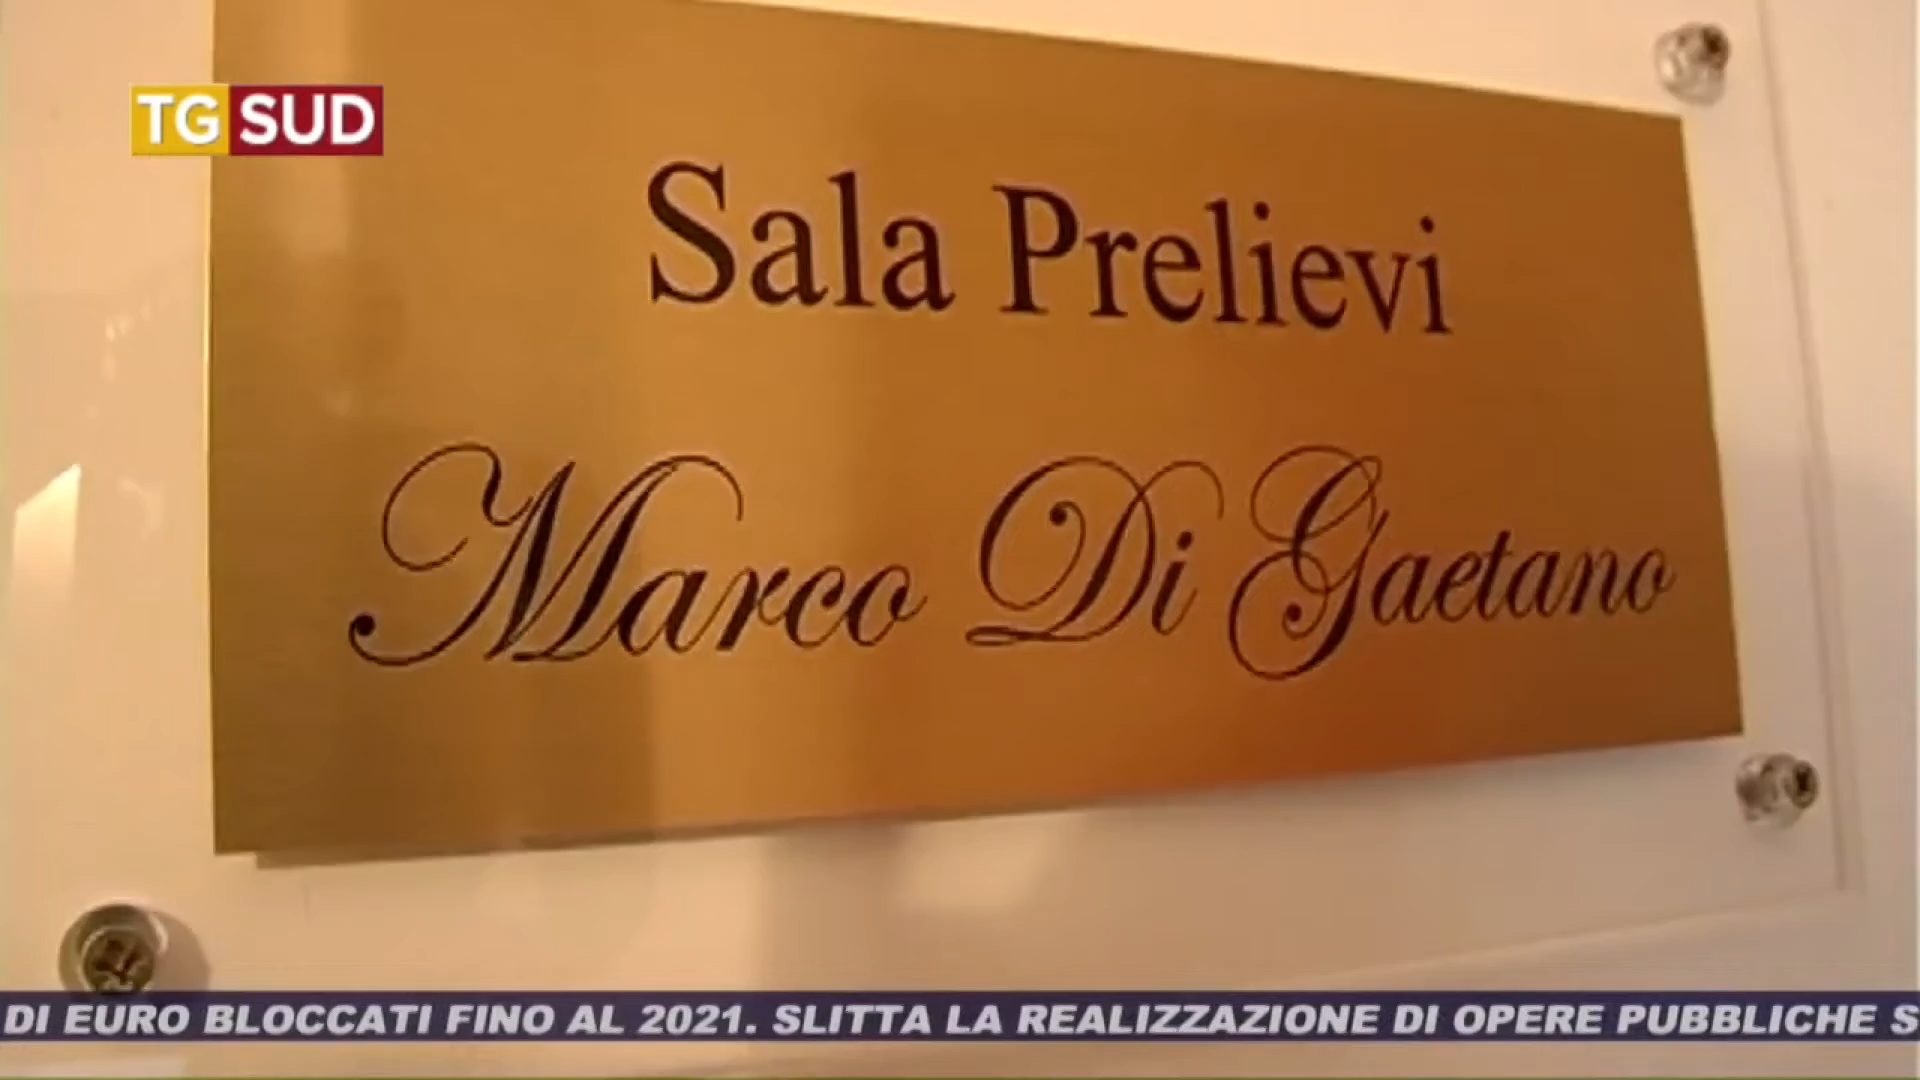 TG SUD
Sala Prelievi
Marco Di Gaetano
DI EURO BLOCCATI FINO AL 2021. SLITTA LA REALIZZAZIONE DI OPERE PUBBLICHE S